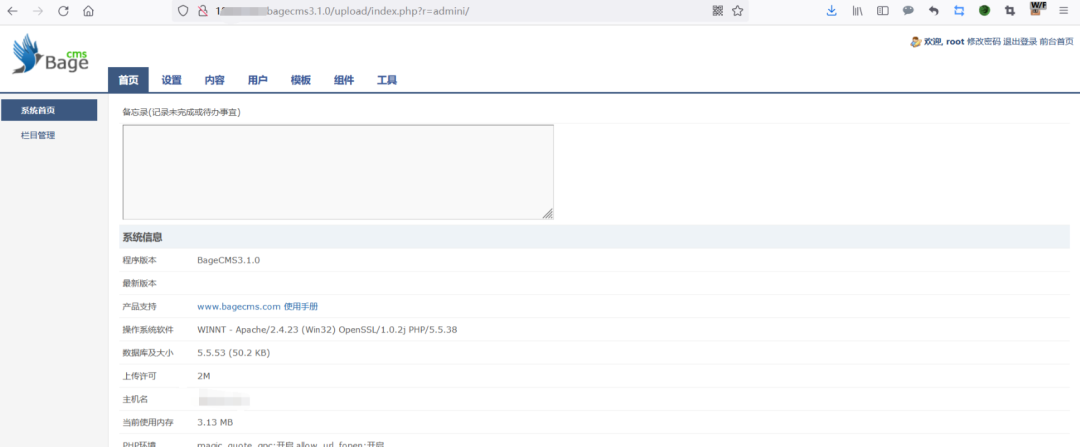 bagecms3.1.0/upload/index.php?r=admini/
W/F
Bage cms
欢迎, root 修改密码 退出登录 前台首页
首页 设置 内容 用户 模板 组件 工具
系统首页
栏目管理
备忘录(记录未完成或待办事宜)
系统信息
程序版本 BageCMS3.1.0
最新版本
产品支持 www.bagecms.com 使用手册
操作系统软件 WINNT - Apache/2.4.23 (Win32) OpenSSL/1.0.2j PHP/5.5.38
数据库及大小 5.5.53 (50.2 KB)
上传许可 2M
主机名
当前使用内存 3.13 MB
PHP环境 magic_quote_gpc:开启 allow_url_fopen:开启